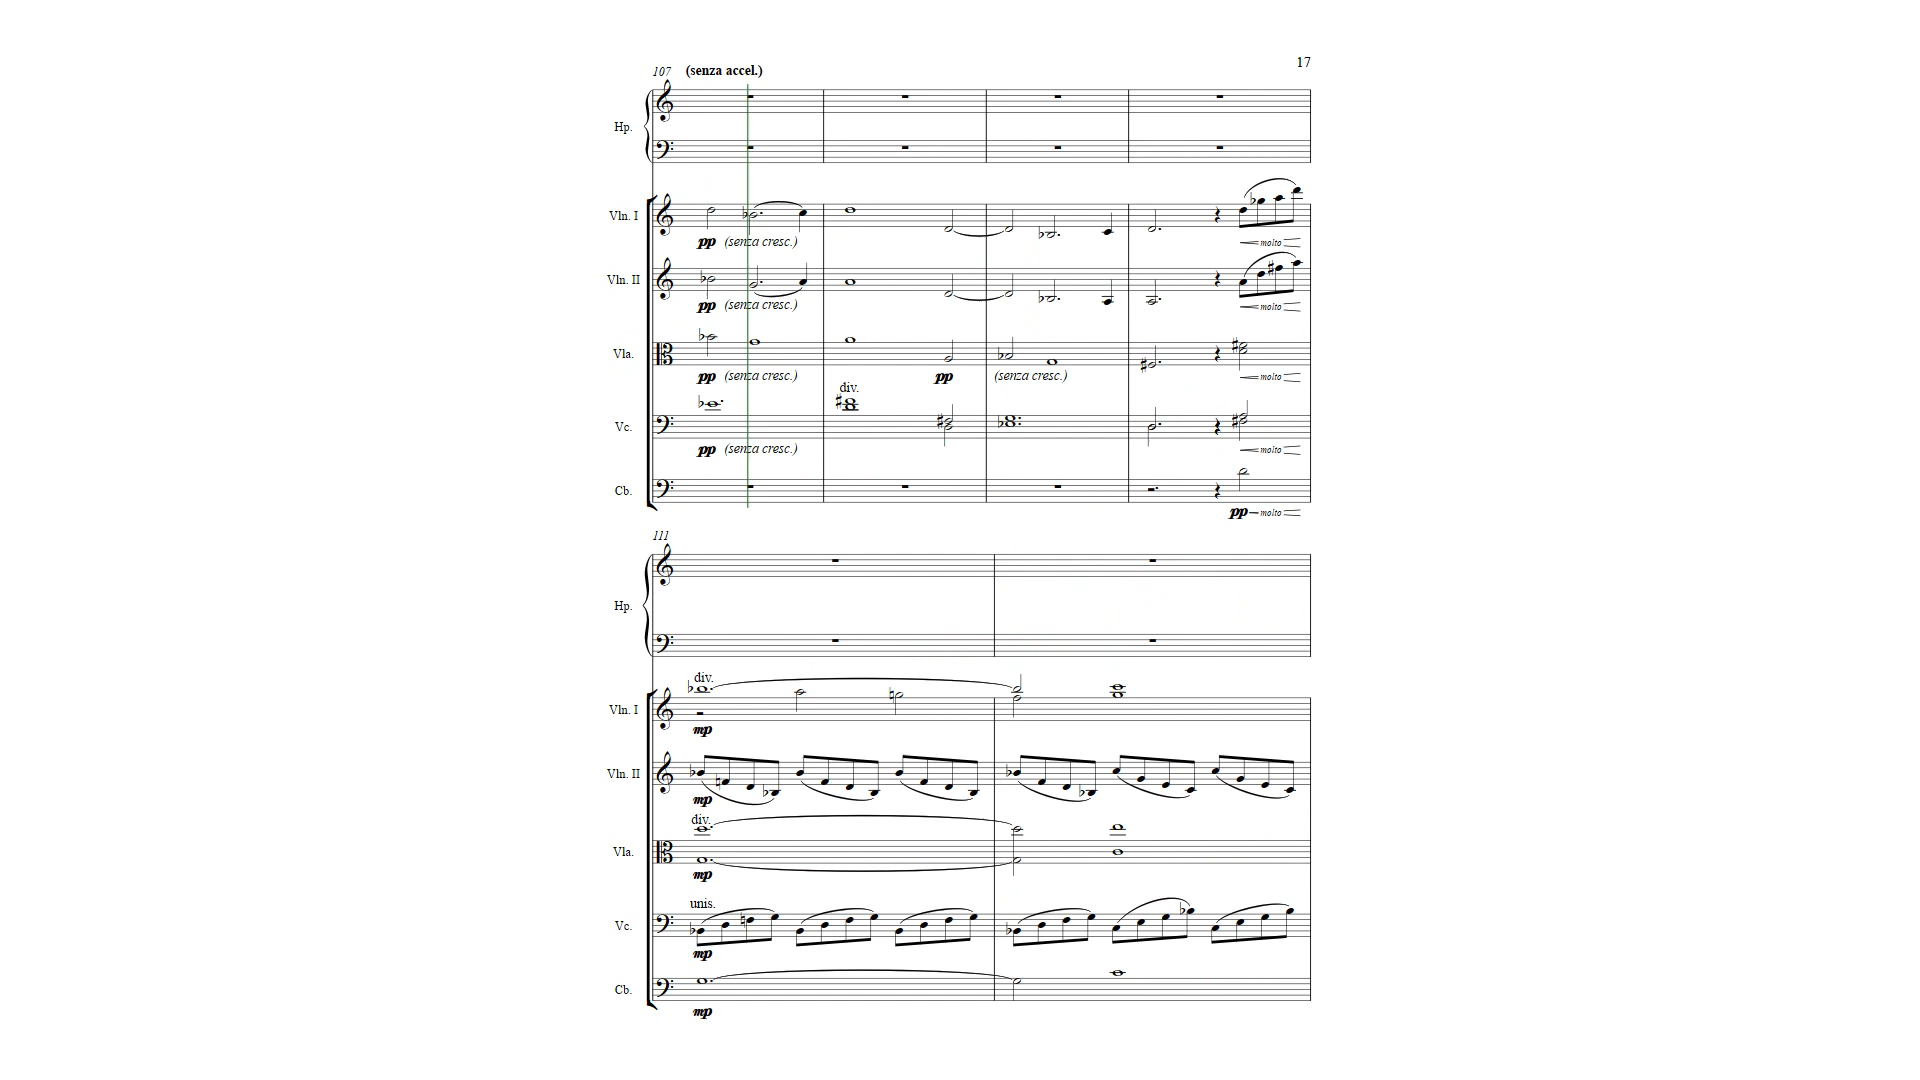 17
107 (senza accel.)
Hp.
Vln. I
pp (senza cresc.) molto
Vln. II
pp (senza cresc.) molto
Vla.
pp (senza cresc.) pp (senza cresc.) molto
div.
Vc.
pp (senza cresc.) molto
Cb.
pp molto
111
Hp.
div.
Vln. I
mp
Vln. II
mp
div.
Vla.
mp
unis.
Vc.
mp
Cb.
mp